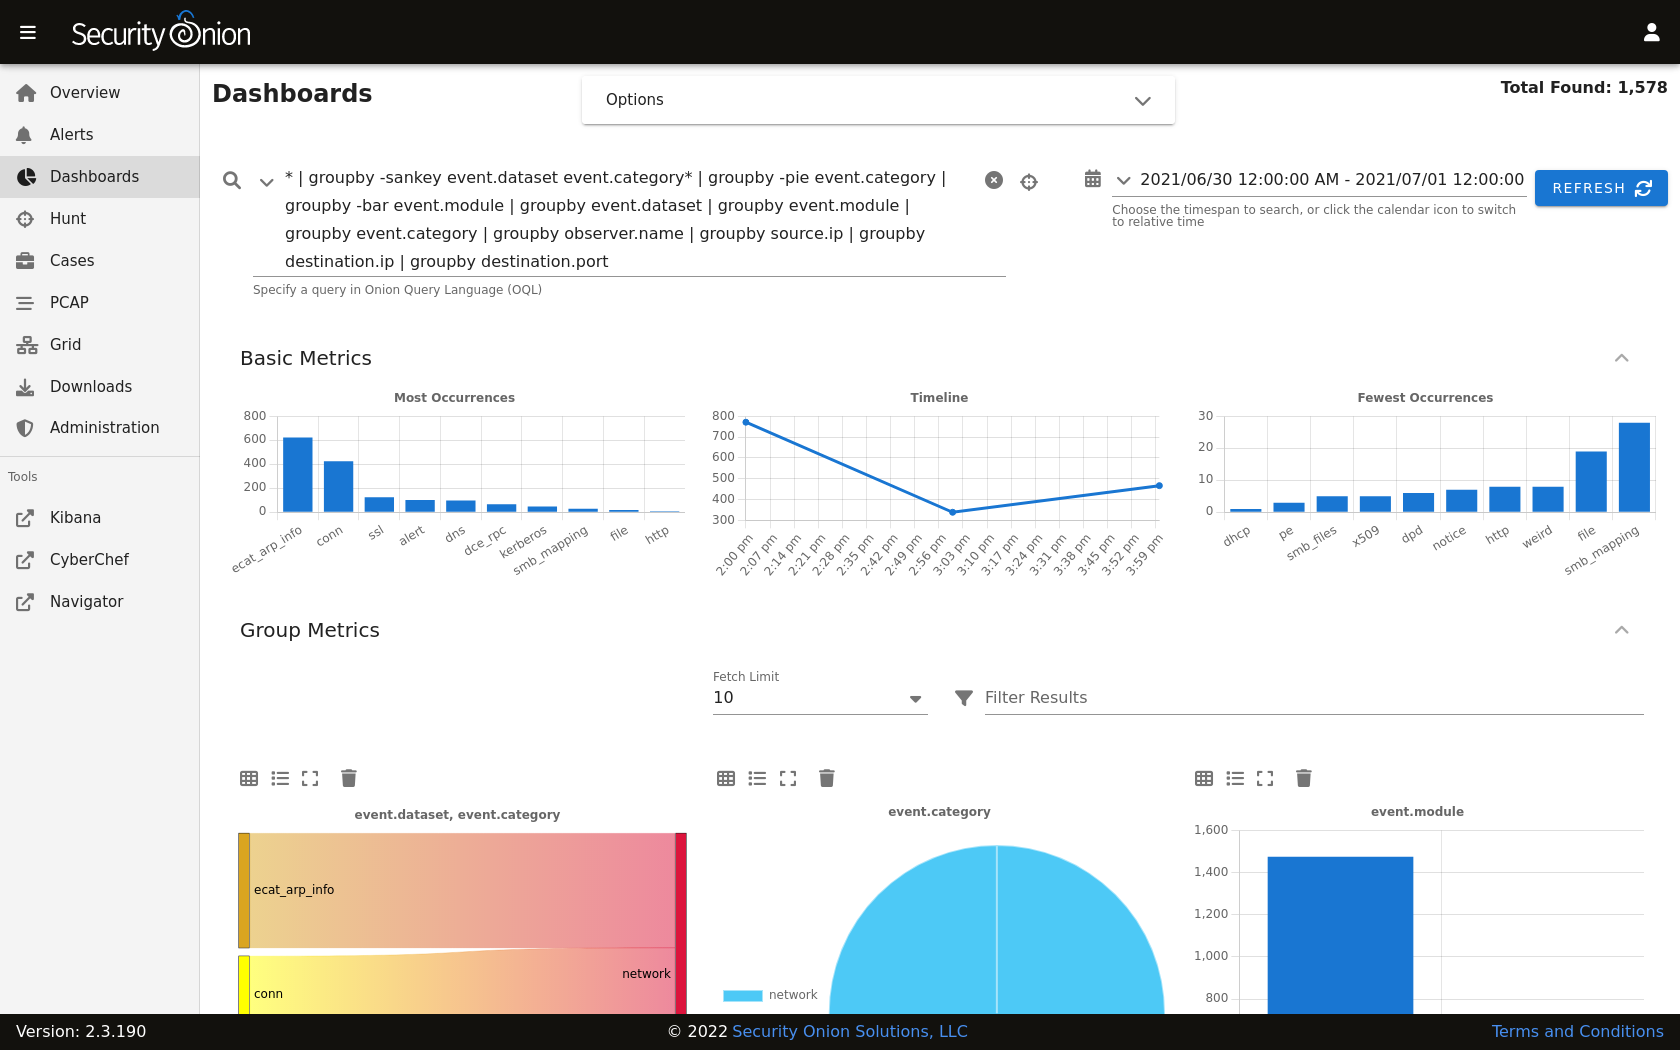 Security Onion
Overview
Alerts
Dashboards
Hunt
Cases
PCAP
Grid
Downloads
Administration
Tools
Kibana
CyberChef
Navigator
Dashboards
Options
Total Found: 1,578
* | groupby -sankey event.dataset event.category* | groupby -pie event.category |
groupby -bar event.module | groupby event.dataset | groupby event.module |
groupby event.category | groupby observer.name | groupby source.ip | groupby
destination.ip | groupby destination.port
Specify a query in Onion Query Language (OQL)
2021/06/30 12:00:00 AM - 2021/07/01 12:00:00
Choose the timespan to search, or click the calendar icon to switch
to relative time
REFRESH
Basic Metrics
Most Occurrences
800
600
400
200
0
ecat_arp_info
conn
ssl
alert
dns
dce_rpc
kerberos
smb_mapping
file
http
Timeline
800
700
600
500
400
300
2:00 pm
2:07 pm
2:14 pm
2:21 pm
2:28 pm
2:35 pm
2:42 pm
2:49 pm
2:56 pm
3:03 pm
3:10 pm
3:17 pm
3:24 pm
3:31 pm
3:38 pm
3:45 pm
3:52 pm
3:59 pm
Fewest Occurrences
30
20
10
0
dhcp
pe
smb_files
x509
dpd
notice
http
weird
file
smb_mapping
Group Metrics
Fetch Limit
10
Filter Results
event.dataset, event.category
ecat_arp_info
network
conn
event.category
network
event.module
1,600
1,400
1,200
1,000
800
Version: 2.3.190
© 2022 Security Onion Solutions, LLC
Terms and Conditions